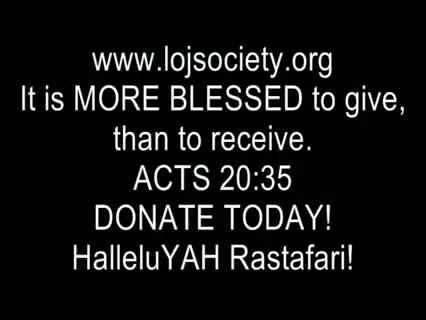 www.lojsociety.org
It is MORE BLESSED to give,
than to receive.
ACTS 20:35
DONATE TODAY!
HalleluYAH Rastafari!